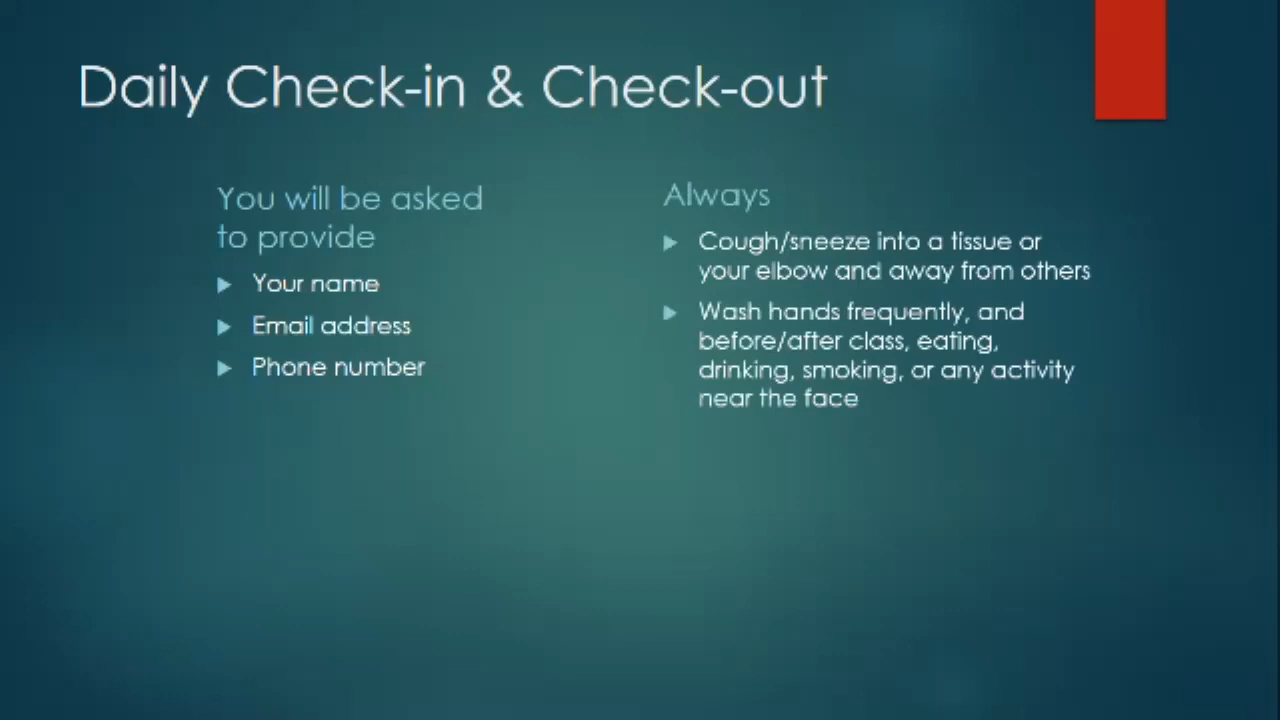 Daily Check-in & Check-out
You will be asked
to provide
Your name
Email address
Phone number
Always
Cough/sneeze into a tissue or
your elbow and away from others
Wash hands frequently, and
before/after class, eating,
drinking, smoking, or any activity
near the face